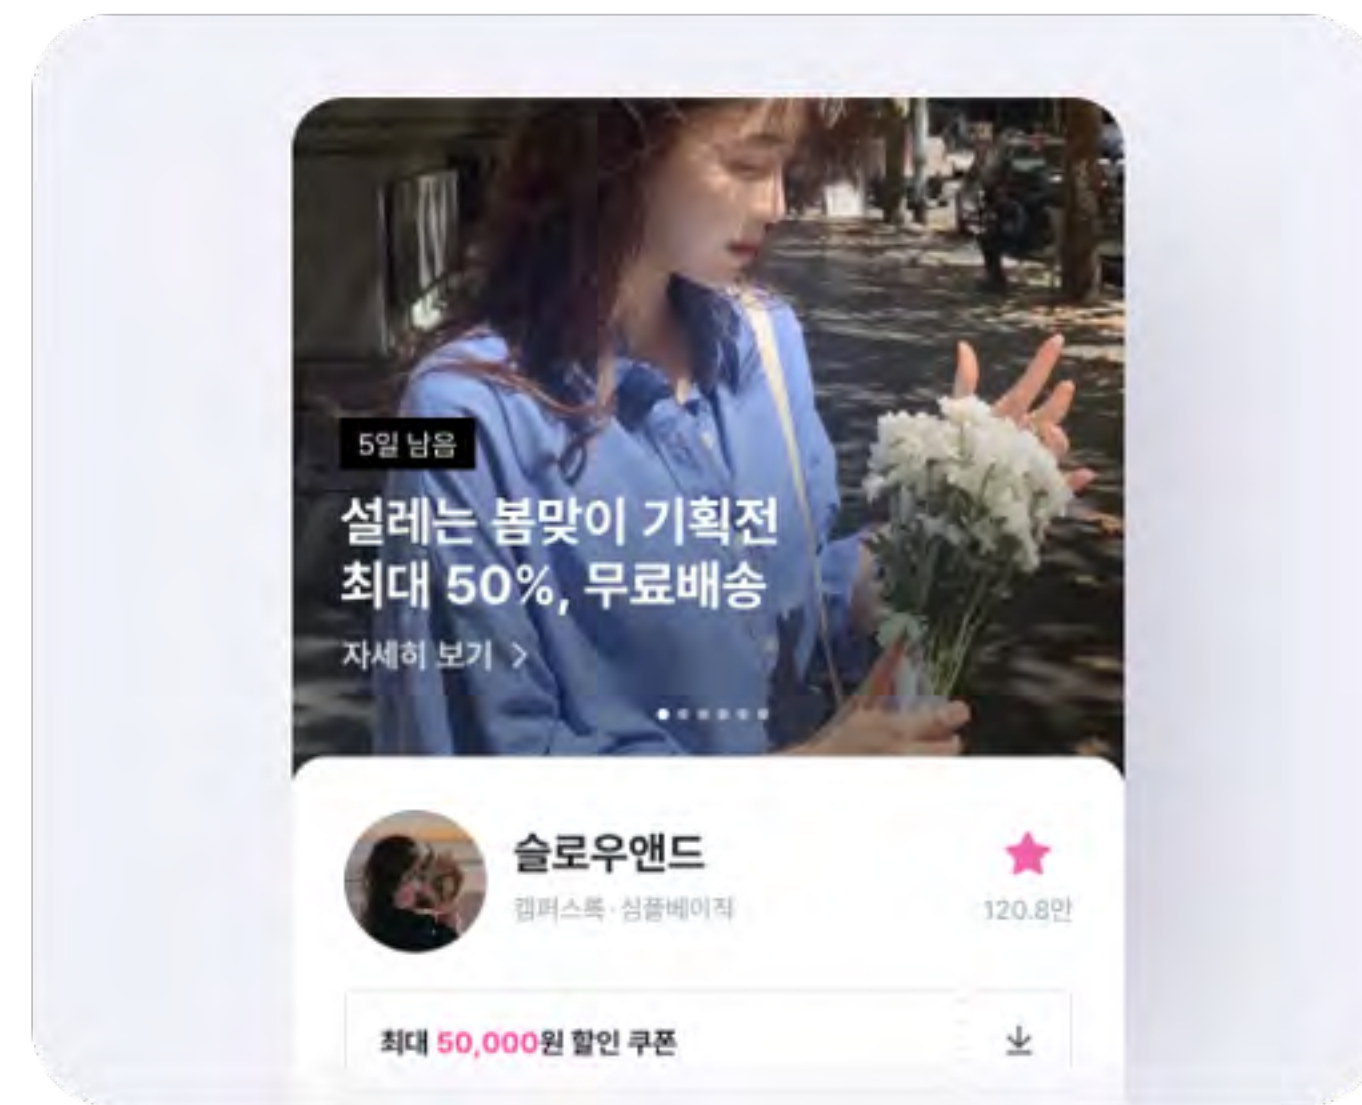 5일 남음
설레는 봄맞이 기획전
최대 50%, 무료배송
자세히 보기 >
슬로우앤드
캠퍼스룩·심플베이직
120.8만
최대 50,000원 할인 쿠폰